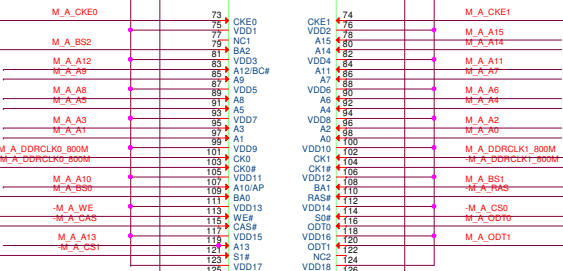 M_A_CKE0 73 CKE0 CKE1 74 M_A_CKE1
75 VDD1 VDD2 76
77 NC1 A15 78 M_A_A15
M_A_BS2 79 BA2 A14 80 M_A_A14
81 VDD3 VDD4 82
M_A_A12 83 A12/BC# A11 84 M_A_A11
M_A_A9 85 A9 A7 86 M_A_A7
87 VDD5 VDD6 88
M_A_A8 89 A8 A6 90 M_A_A6
M_A_A5 91 A5 A4 92 M_A_A4
93 VDD7 VDD8 94
M_A_A3 95 A3 A2 96 M_A_A2
M_A_A1 97 A1 A0 98 M_A_A0
99 VDD9 VDD10 100
M_A_DDRCLK0_800M 101 CK0 CK1 102 M_A_DDRCLK1_800M
M_A_DDRCLK0_800M 103 CK0# CK1# 104 -M_A_DDRCLK1_800M
105 VDD11 VDD12 106
M_A_A10 107 A10/AP BA1 108 M_A_BS1
M_A_BS0 109 BA0 RAS# 110 -M_A_RAS
111 VDD13 VDD14 112
-M_A_WE 113 WE# S0# 114 -M_A_CS0
-M_A_CAS 115 CAS# ODT0 116 M_A_ODT0
117 VDD15 VDD16 118
M_A_A13 119 A13 ODT1 120 M_A_ODT1
-M_A_CS1 121 S1# NC2 122
123 VDD17 VDD18 124
125 126